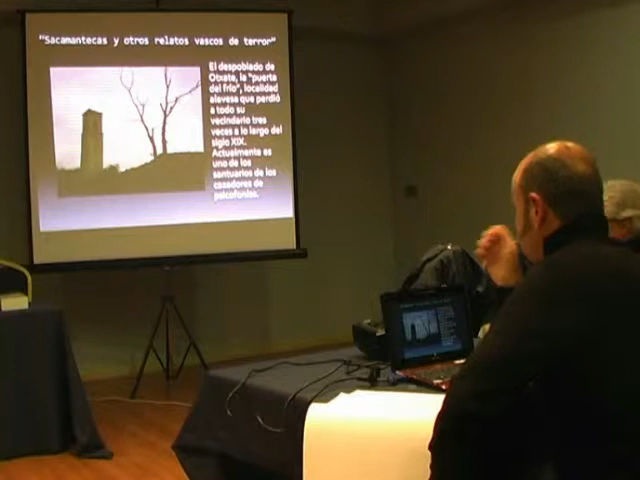 "Sacamantecas y otros relatos vascos de terror"
El despoblado de
Otxate, la "puerta
del frío", localidad
alavesa que perdió
a todo su
vecindario tres
veces a lo largo del
siglo XIX.
Actualmente es
uno de los
santuarios de los
cazadores de
psicofonías.